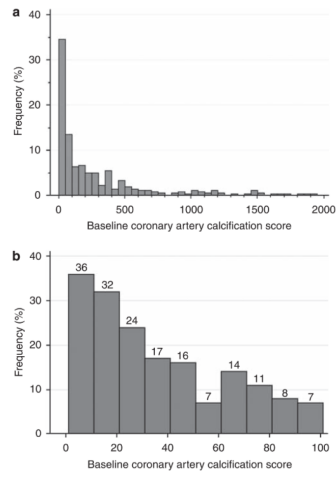 a
40
30
20
10
0
Frequency (%)
0 500 1000 1500 2000
Baseline coronary artery calcification score
b
40
30
20
10
0
Frequency (%)
36 32 24 17 16 7 14 11 8 7
0 20 40 60 80 100
Baseline coronary artery calcification score